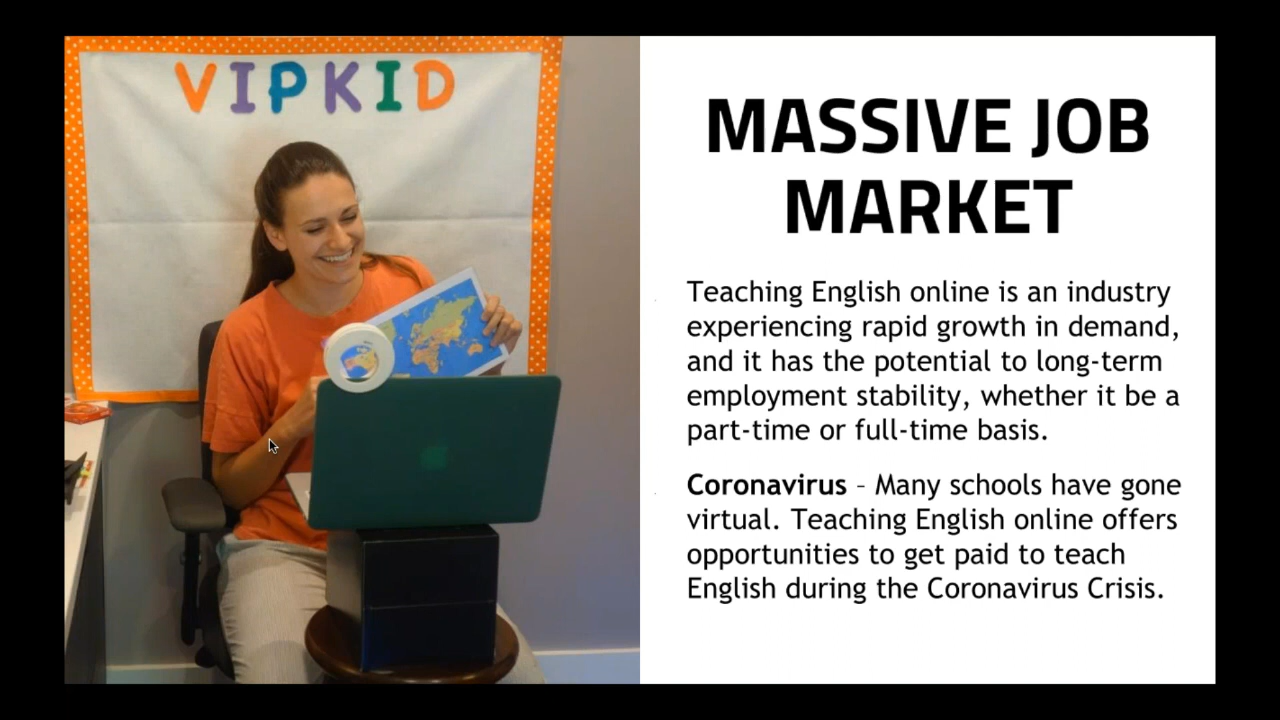 VIPKID
MASSIVE JOB
MARKET
Teaching English online is an industry
experiencing rapid growth in demand,
and it has the potential to long-term
employment stability, whether it be a
part-time or full-time basis.
Coronavirus – Many schools have gone
virtual. Teaching English online offers
opportunities to get paid to teach
English during the Coronavirus Crisis.